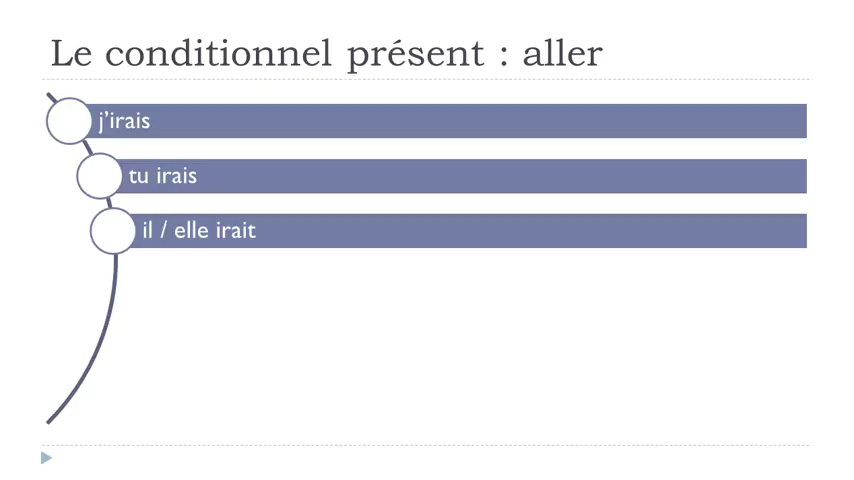 Le conditionnel présent : aller
j’irais
tu irais
il / elle irait